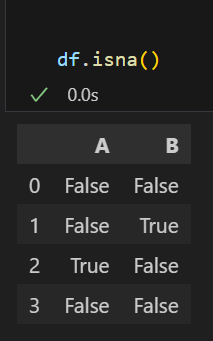 df.isna()
0.0s
A B
0 False False
1 False True
2 True False
3 False False